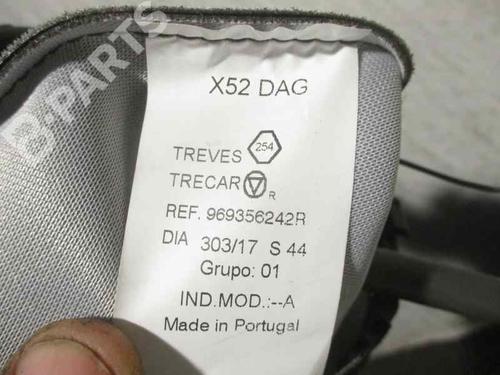 B-PARTS
X52 DAG
TREVES 254
TRECAR R
REF. 969356242R
DIA 303/17 S 44
Grupo: 01
IND.MOD.:--A
Made in Portugal